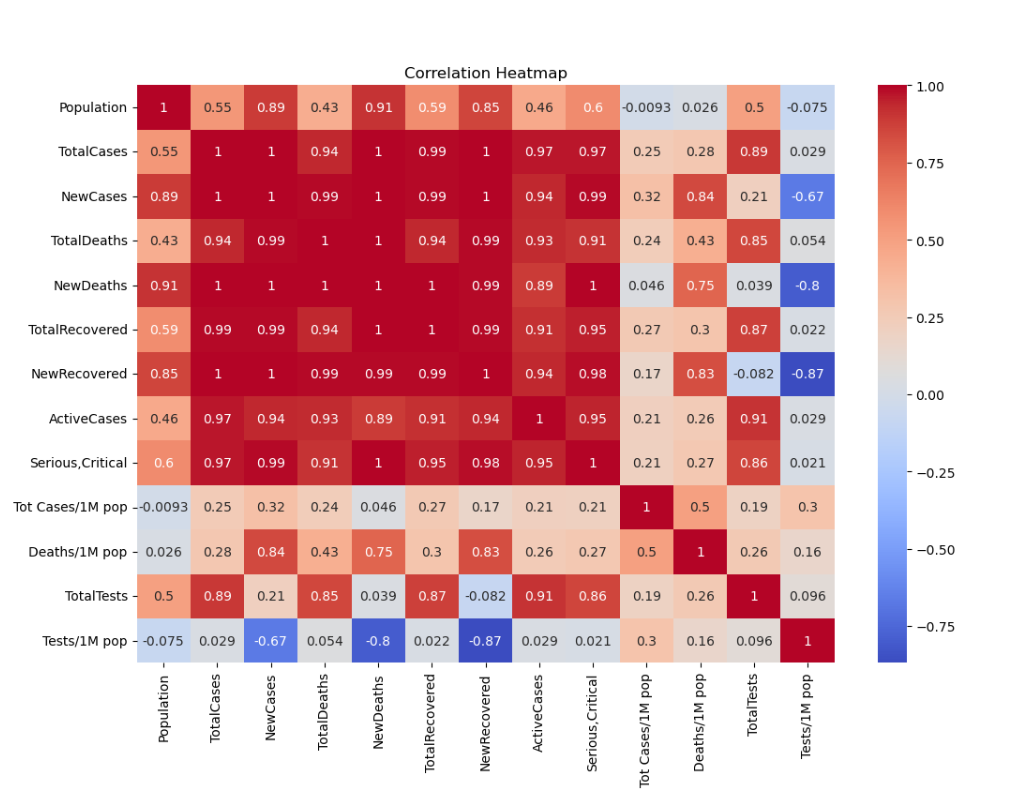 Correlation Heatmap
Population 1 0.55 0.89 0.43 0.91 0.59 0.85 0.46 0.6 -0.0093 0.026 0.5 -0.075
TotalCases 0.55 1 1 0.94 1 0.99 1 0.97 0.97 0.25 0.28 0.89 0.029
NewCases 0.89 1 1 0.99 1 0.99 1 0.94 0.99 0.32 0.84 0.21 -0.67
TotalDeaths 0.43 0.94 0.99 1 1 0.94 0.99 0.93 0.91 0.24 0.43 0.85 0.054
NewDeaths 0.91 1 1 1 1 1 0.99 0.89 1 0.046 0.75 0.039 -0.8
TotalRecovered 0.59 0.99 0.99 0.94 1 1 0.99 0.91 0.95 0.27 0.3 0.87 0.022
NewRecovered 0.85 1 1 0.99 0.99 0.99 1 0.94 0.98 0.17 0.83 -0.082 -0.87
ActiveCases 0.46 0.97 0.94 0.93 0.89 0.91 0.94 1 0.95 0.21 0.26 0.91 0.029
Serious,Critical 0.6 0.97 0.99 0.91 1 0.95 0.98 0.95 1 0.21 0.27 0.86 0.021
Tot Cases/1M pop -0.0093 0.25 0.32 0.24 0.046 0.27 0.17 0.21 0.21 1 0.5 0.19 0.3
Deaths/1M pop 0.026 0.28 0.84 0.43 0.75 0.3 0.83 0.26 0.27 0.5 1 0.26 0.16
TotalTests 0.5 0.89 0.21 0.85 0.039 0.87 -0.082 0.91 0.86 0.19 0.26 1 0.096
Tests/1M pop -0.075 0.029 -0.67 0.054 -0.8 0.022 -0.87 0.029 0.021 0.3 0.16 0.096 1
Population
TotalCases
NewCases
TotalDeaths
NewDeaths
TotalRecovered
NewRecovered
ActiveCases
Serious,Critical
Tot Cases/1M pop
Deaths/1M pop
TotalTests
Tests/1M pop
1.00
0.75
0.50
0.25
0.00
−0.25
−0.50
−0.75